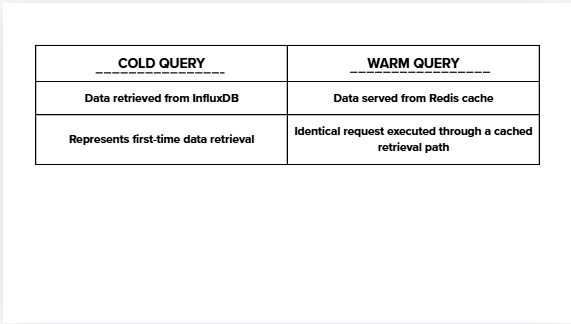 COLD QUERY
WARM QUERY
Data retrieved from InfluxDB
Data served from Redis cache
Represents first-time data retrieval
Identical request executed through a cached
retrieval path